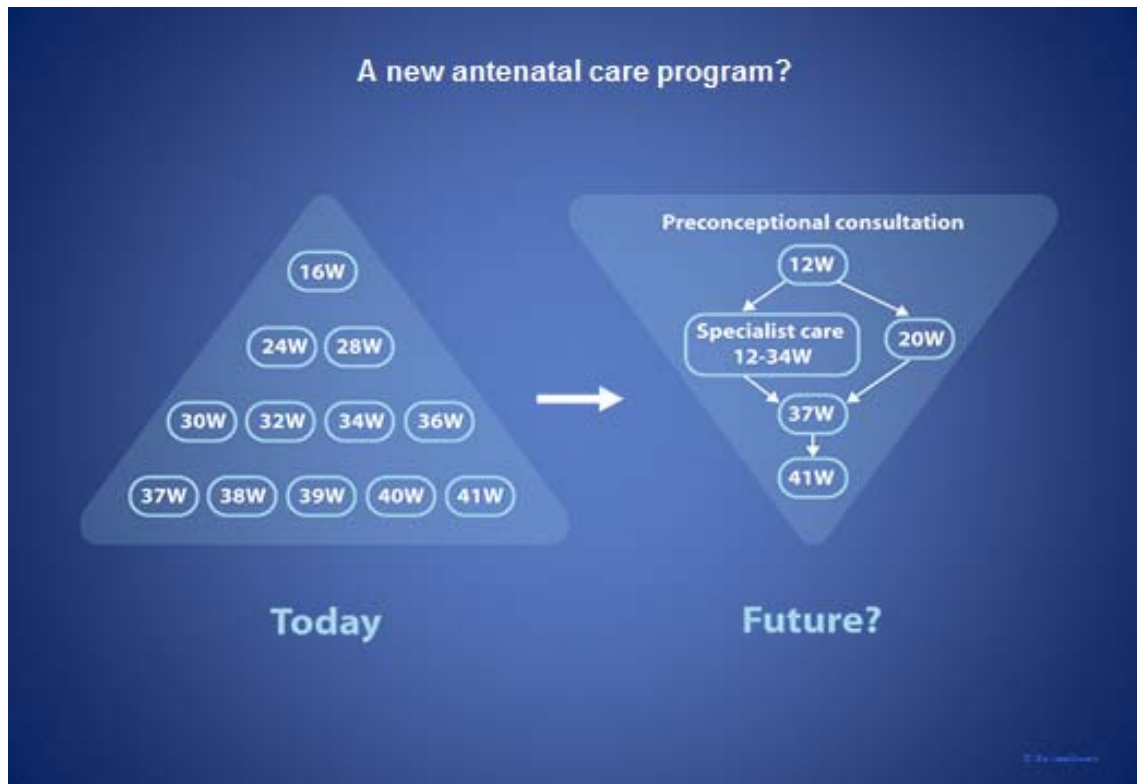 A new antenatal care program?
16W
24W 28W
30W 32W 34W 36W
37W 38W 39W 40W 41W
Today
Preconceptional consultation
12W
Specialist care
12-34W
20W
37W
41W
Future?